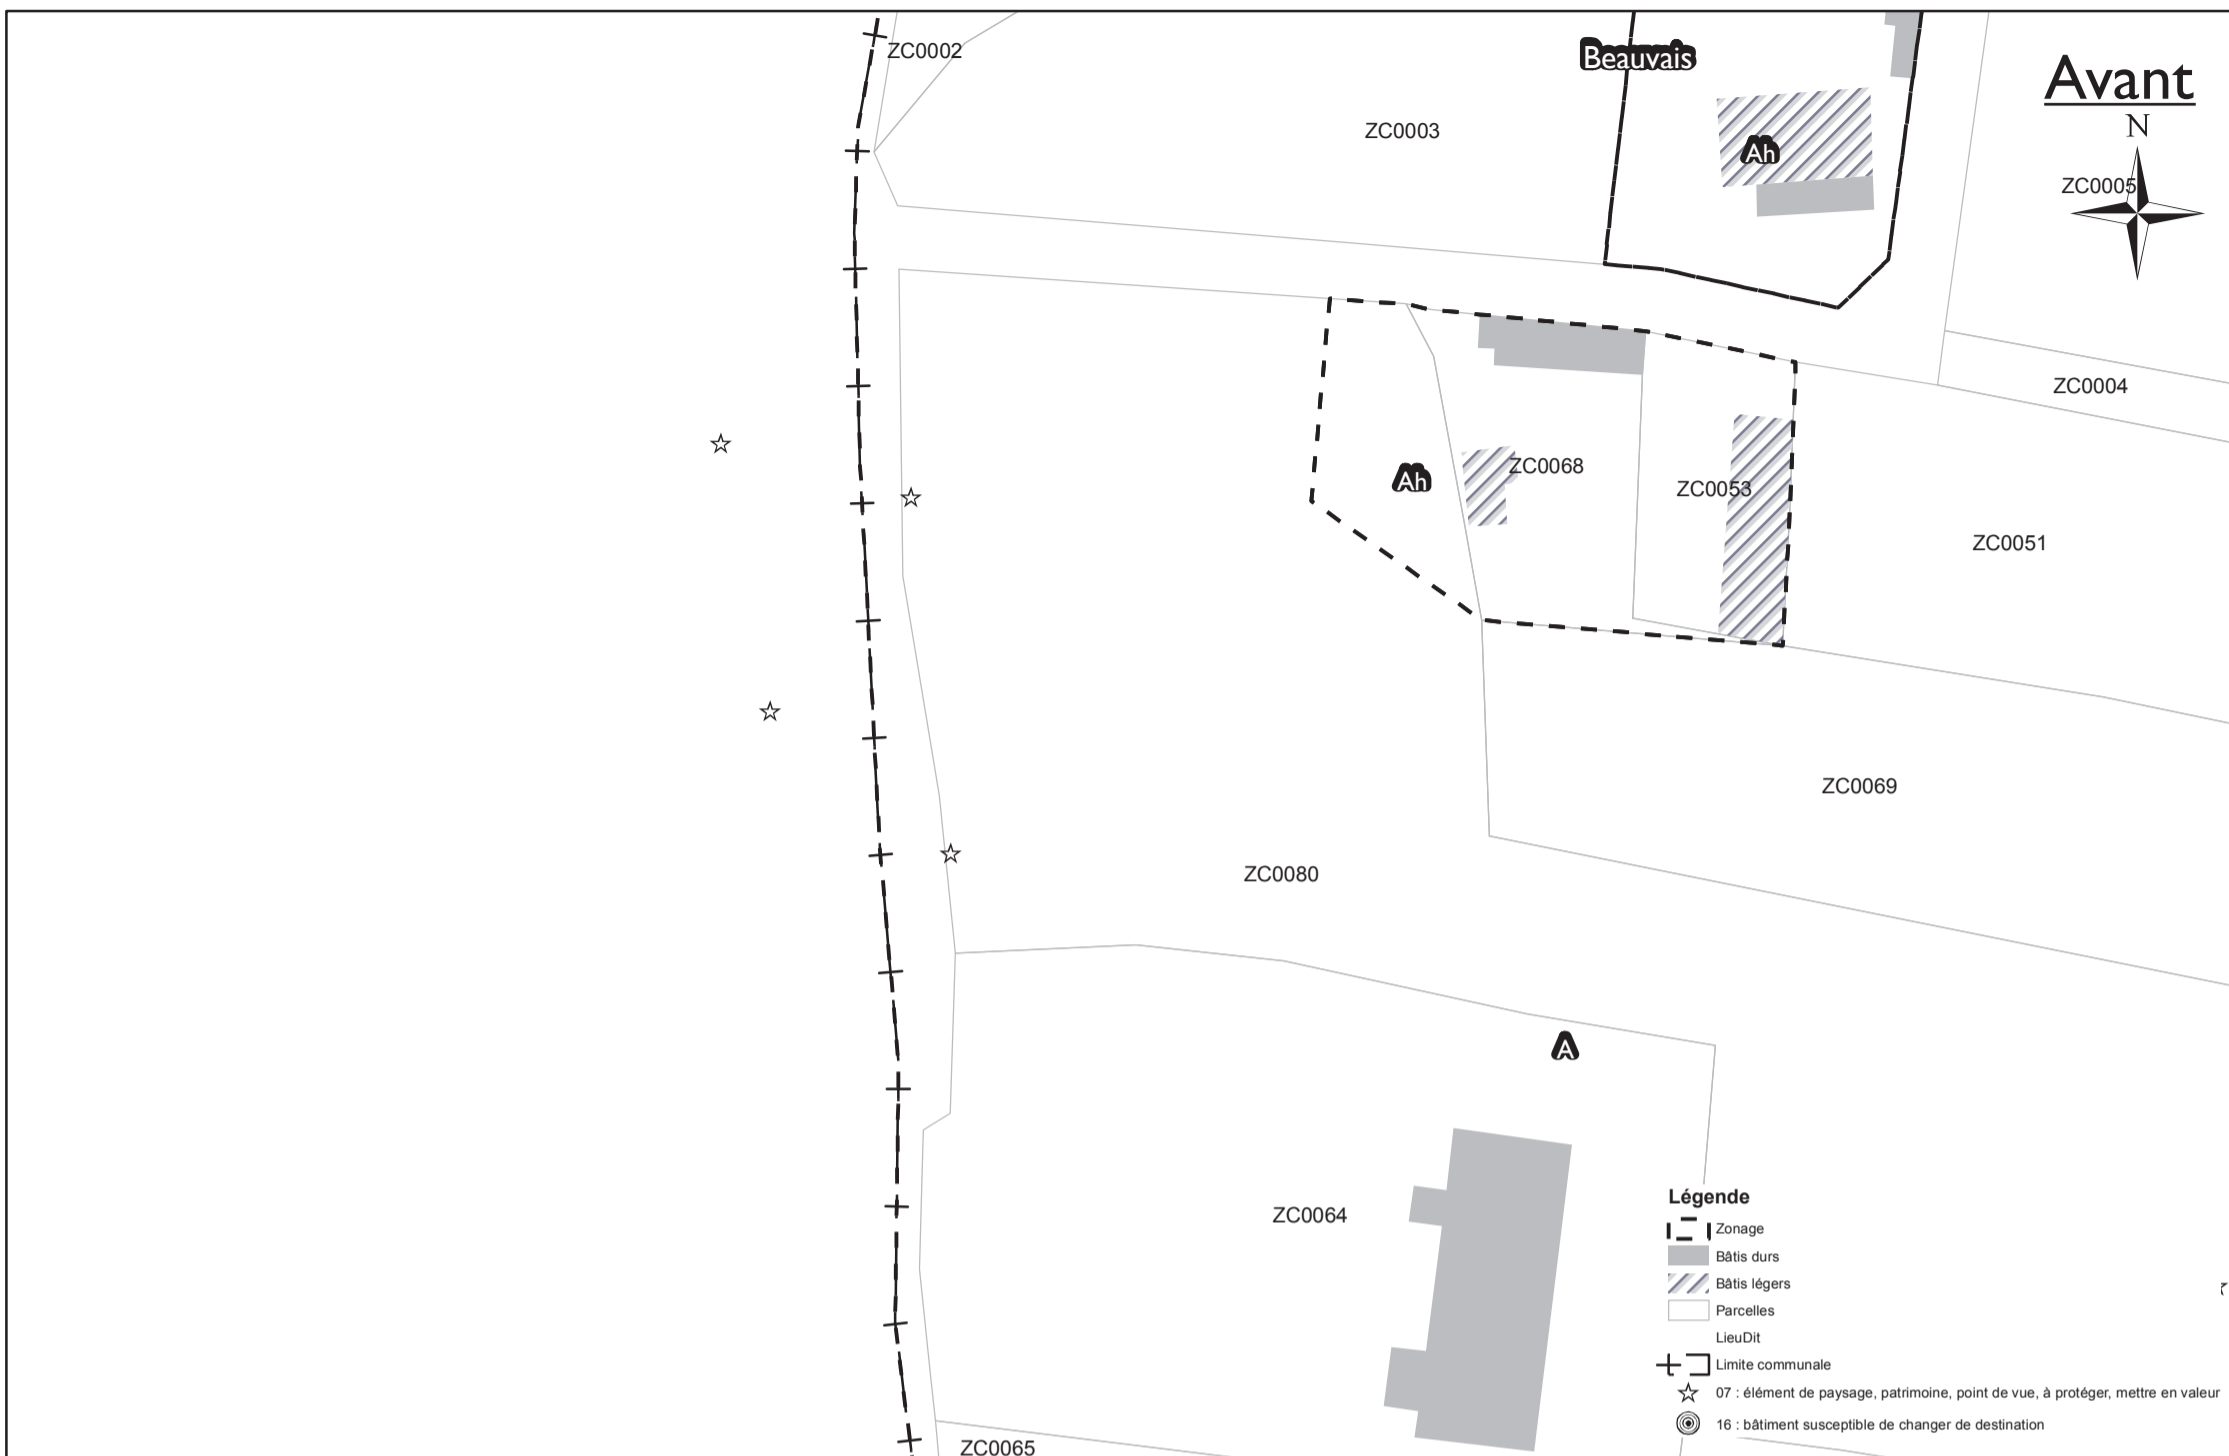 ZC0002
Beauvais
Avant
N
ZC0003
Ah
ZC0005
ZC0004
ZC0068
Ah
ZC0053
ZC0051
ZC0069
ZC0080
A
ZC0064
Légende
Zonage
Bâtis durs
Bâtis légers
Parcelles
LieuDit
Limite communale
07 : élément de paysage, patrimoine, point de vue, à protéger, mettre en valeur
16 : bâtiment susceptible de changer de destination
ZC0065